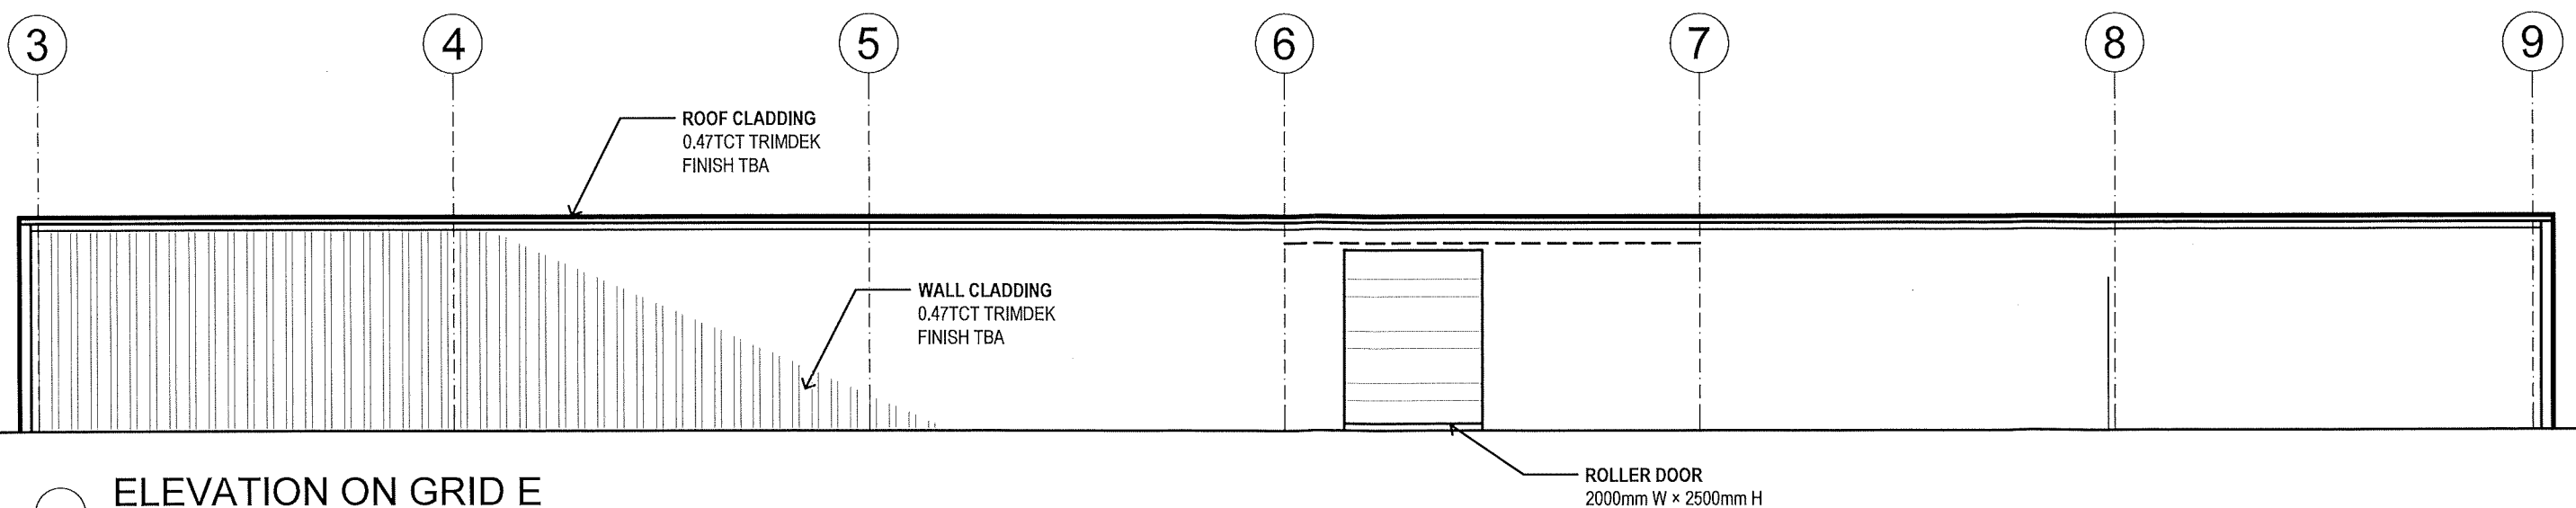 3 4 5 6 7 8 9
ROOF CLADDING
0.47TCT TRIMDEK
FINISH TBA
WALL CLADDING
0.47TCT TRIMDEK
FINISH TBA
ROLLER DOOR
2000mm W × 2500mm H
ELEVATION ON GRID E